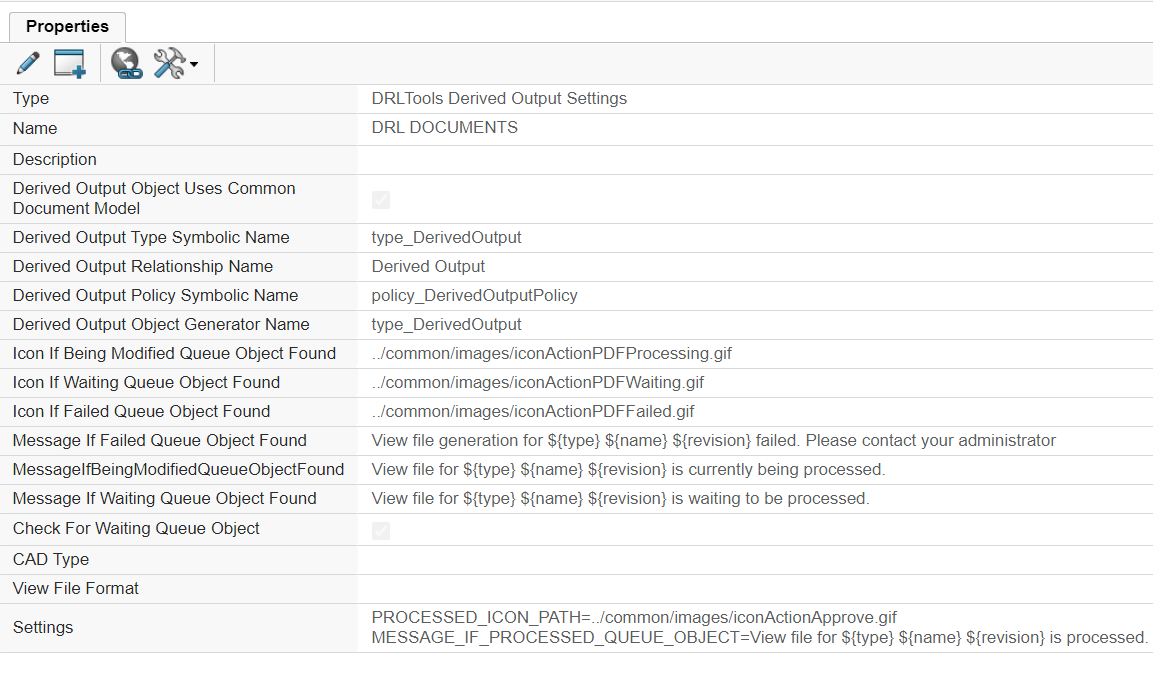 Properties
Type DRLTools Derived Output Settings
Name DRL DOCUMENTS
Description
Derived Output Object Uses Common
Document Model
Derived Output Type Symbolic Name type_DerivedOutput
Derived Output Relationship Name Derived Output
Derived Output Policy Symbolic Name policy_DerivedOutputPolicy
Derived Output Object Generator Name type_DerivedOutput
Icon If Being Modified Queue Object Found ../common/images/iconActionPDFProcessing.gif
Icon If Waiting Queue Object Found ../common/images/iconActionPDFWaiting.gif
Icon If Failed Queue Object Found ../common/images/iconActionPDFFailed.gif
Message If Failed Queue Object Found View file generation for ${type} ${name} ${revision} failed. Please contact your administrator
MessageIfBeingModifiedQueueObjectFound View file for ${type} ${name} ${revision} is currently being processed.
Message If Waiting Queue Object Found View file for ${type} ${name} ${revision} is waiting to be processed.
Check For Waiting Queue Object
CAD Type
View File Format
Settings PROCESSED_ICON_PATH=../common/images/iconActionApprove.gif
MESSAGE_IF_PROCESSED_QUEUE_OBJECT=View file for ${type} ${name} ${revision} is processed.